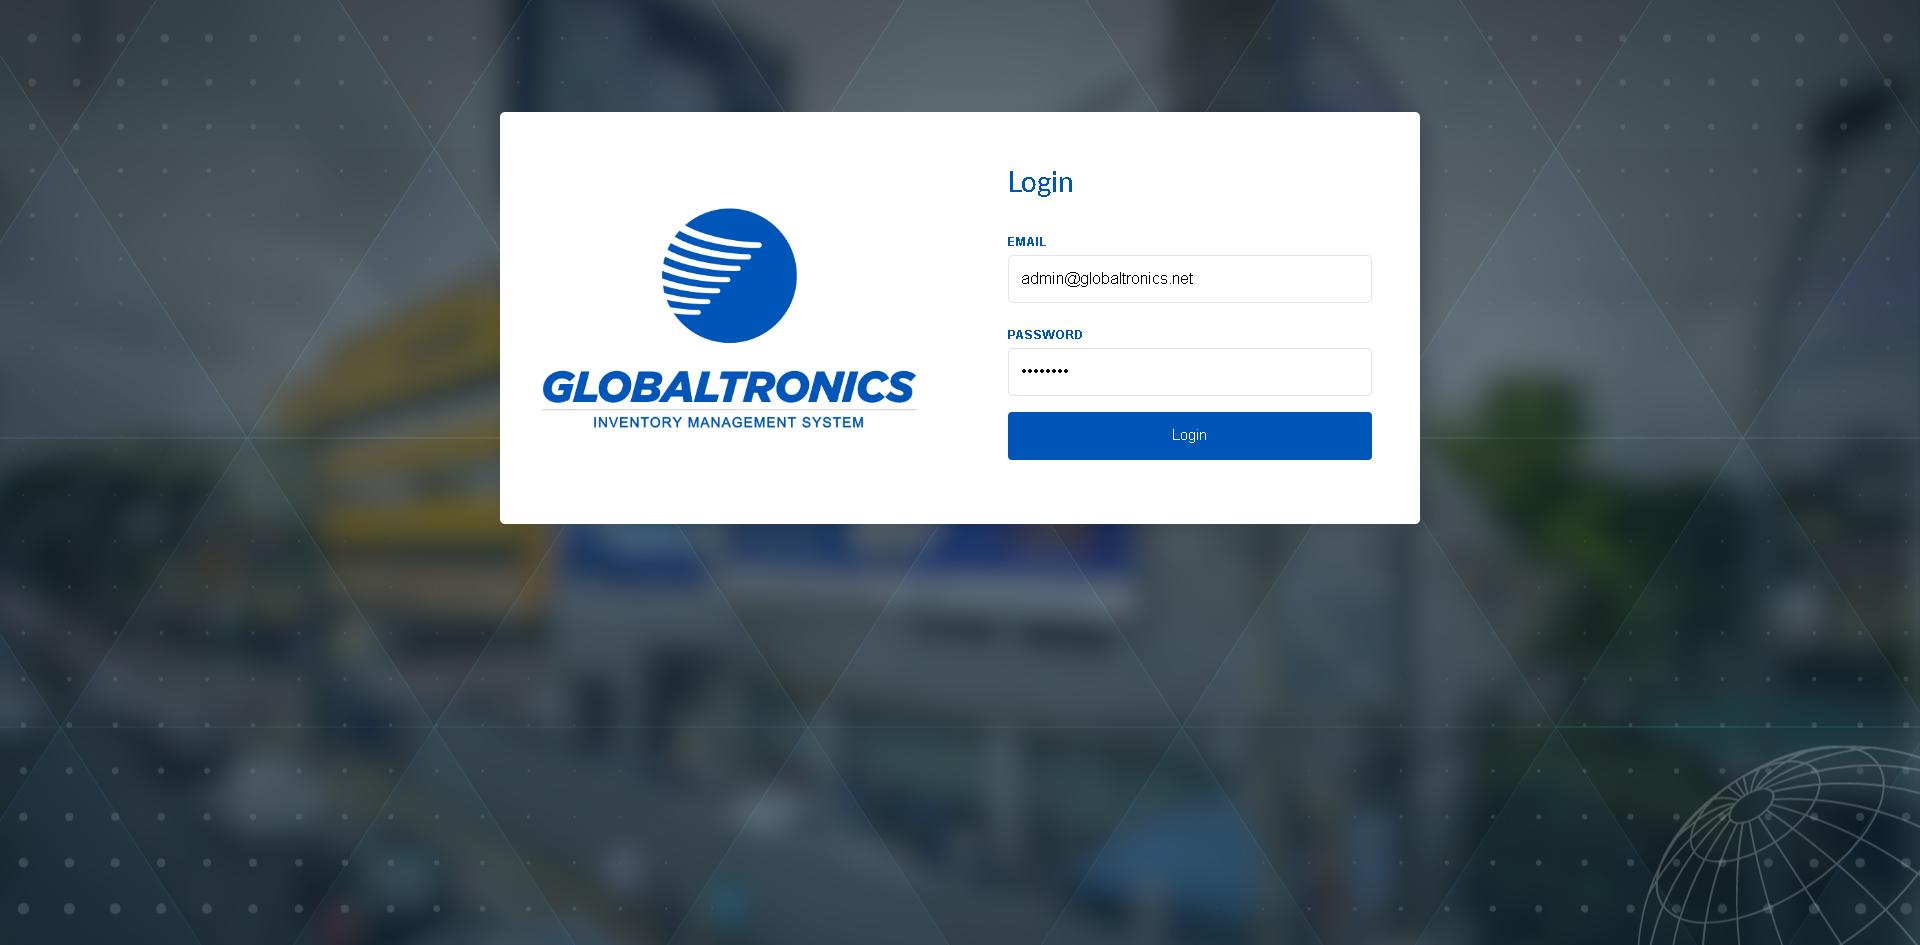 GLOBALTRONICS
INVENTORY MANAGEMENT SYSTEM
Login
EMAIL
admin@globaltronics.net
PASSWORD
••••••••
Login